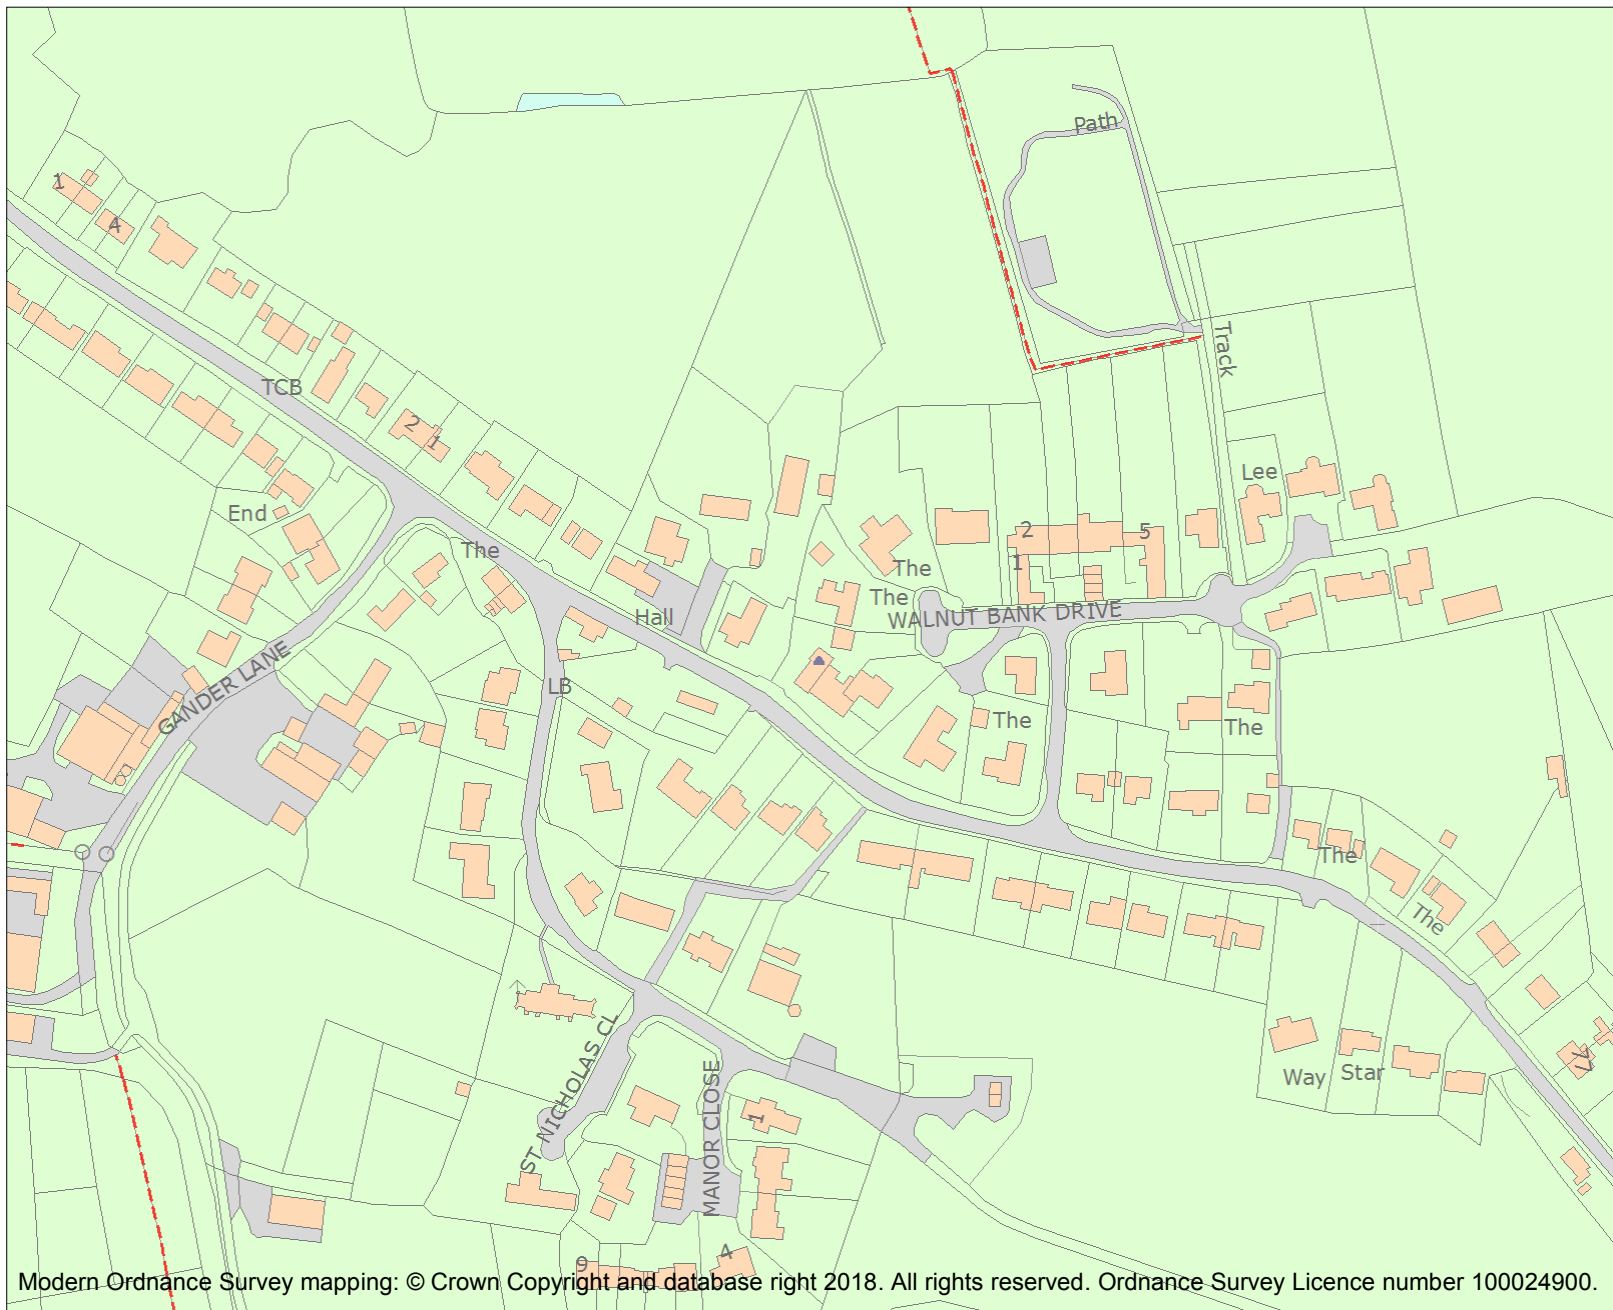 Path
1
4
Track
TCB
2
1
Lee
End
The
2
5
1
The
The
Hall
WALNUT BANK DRIVE
GANDER LANE
LB
The
The
The
The
ST NICHOLAS CL
MANOR CLOSE
1
Way
Star
77
9
4
Modern Ordnance Survey mapping: © Crown Copyright and database right 2018. All rights reserved. Ordnance Survey Licence number 100024900.